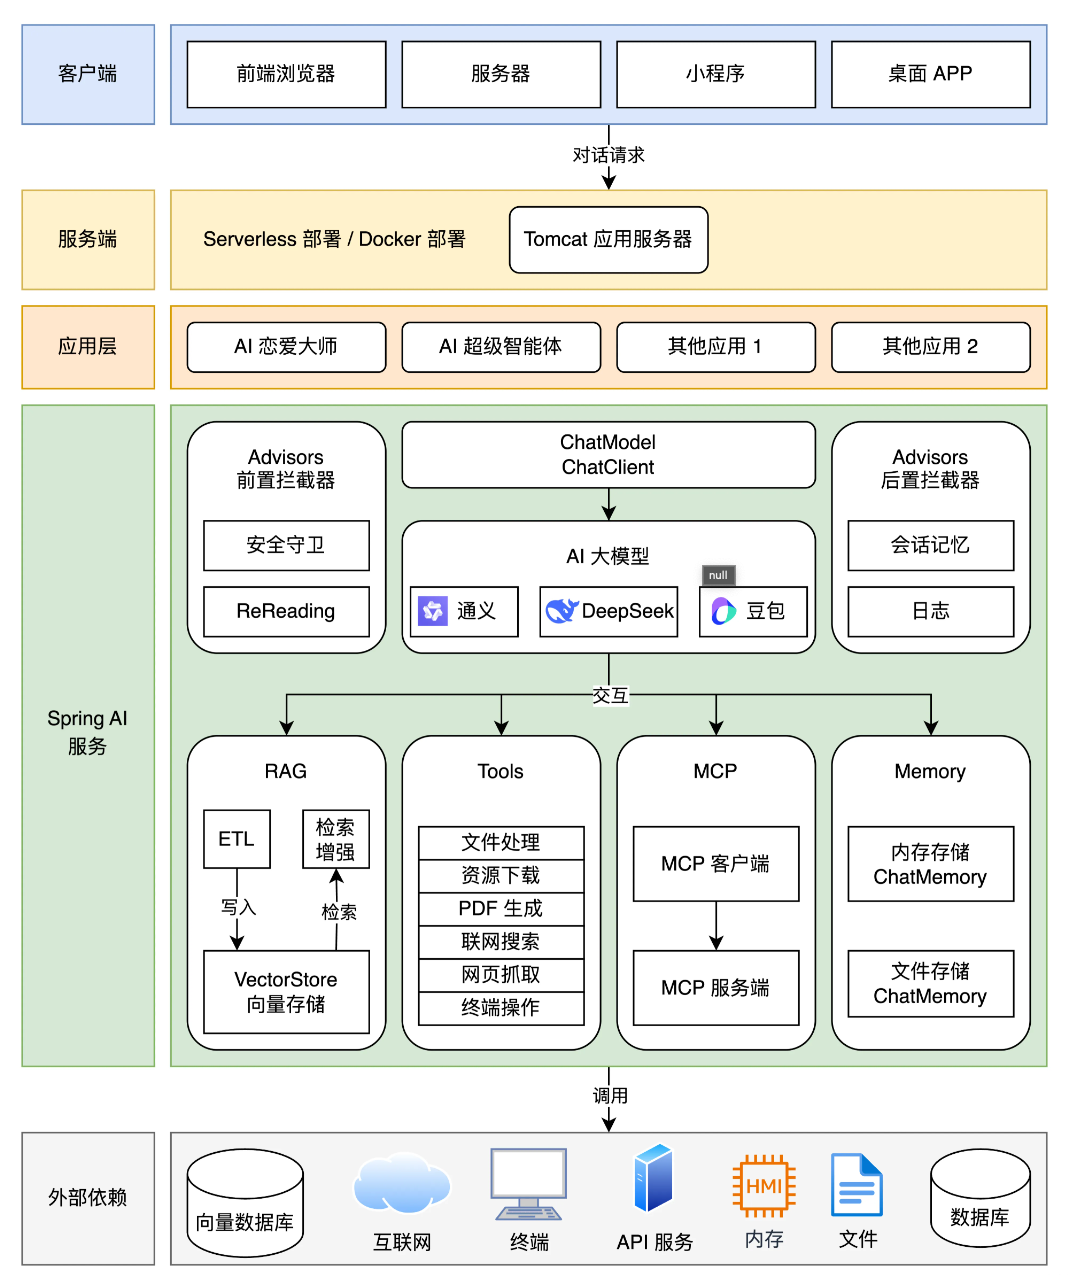 客户端
前端浏览器
服务器
小程序
桌面 APP
对话请求
服务端
Serverless 部署 / Docker 部署
Tomcat 应用服务器
应用层
AI 恋爱大师
AI 超级智能体
其他应用 1
其他应用 2
Spring AI
服务
Advisors
前置拦截器
安全守卫
ReReading
ChatModel
ChatClient
AI 大模型
null
通义
DeepSeek
豆包
Advisors
后置拦截器
会话记忆
日志
交互
RAG
ETL
检索
增强
写入
检索
VectorStore
向量存储
Tools
文件处理
资源下载
PDF 生成
联网搜索
网页抓取
终端操作
MCP
MCP 客户端
MCP 服务端
Memory
内存存储
ChatMemory
文件存储
ChatMemory
调用
外部依赖
向量数据库
互联网
终端
API 服务
HMI
内存
文件
数据库